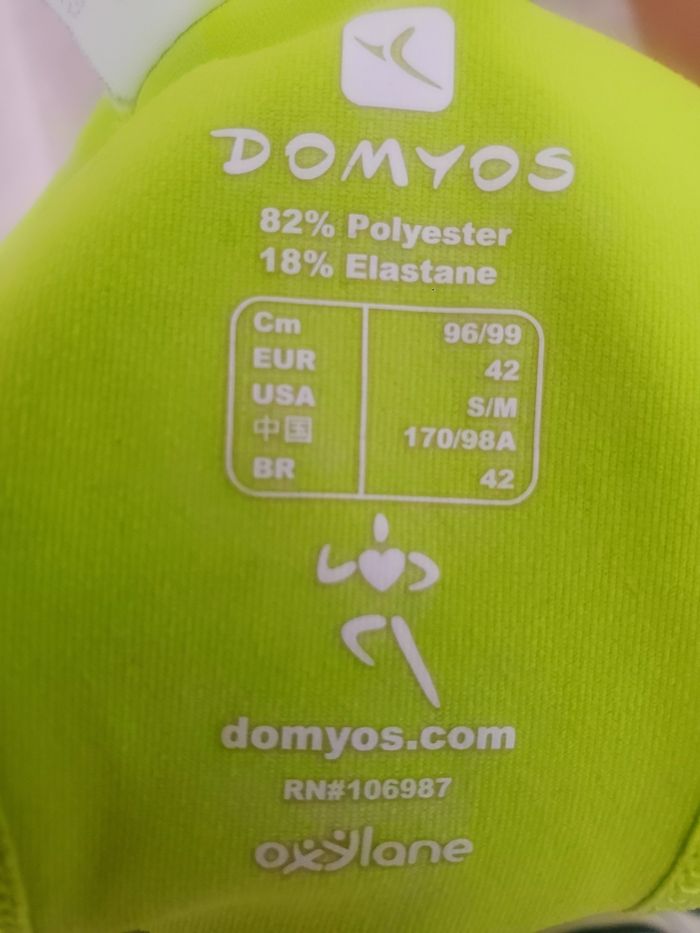 DOMYOS
82% Polyester
18% Elastane
Cm 96/99
EUR 42
USA S/M
中国 170/98A
BR 42
domyos.com
RN#106987
oxylane